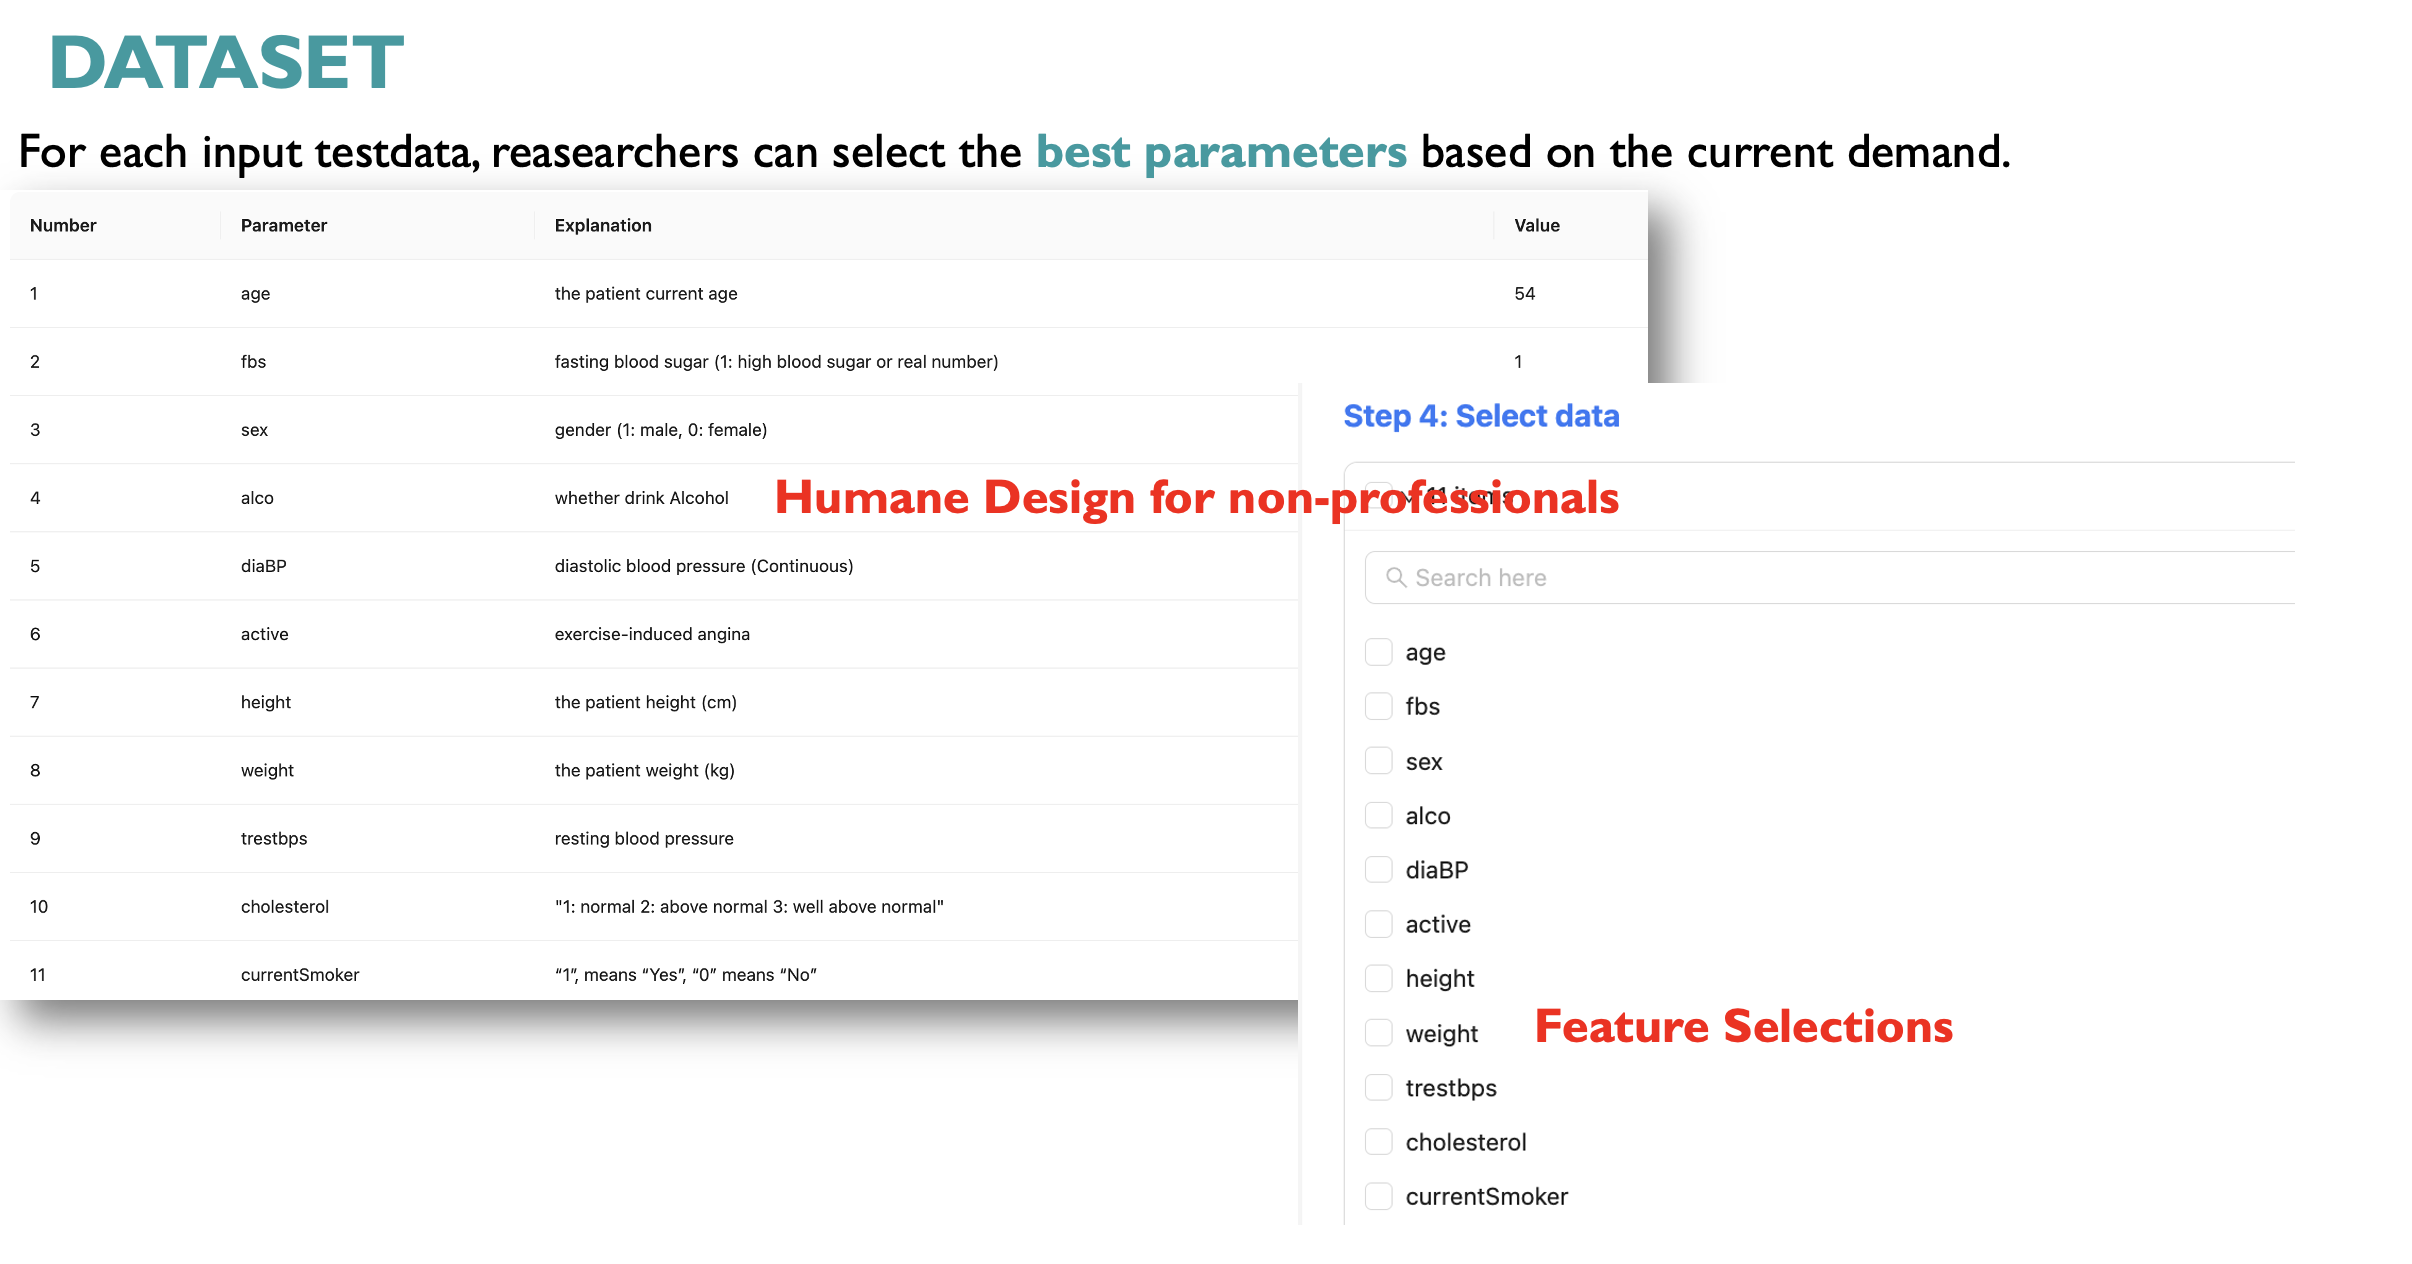 DATASET
For each input testdata, reasearchers can select the best parameters based on the current demand.
Number Parameter Explanation Value
1 age the patient current age 54
2 fbs fasting blood sugar (1: high blood sugar or real number) 1
3 sex gender (1: male, 0: female)
4 alco whether drink Alcohol
5 diaBP diastolic blood pressure (Continuous)
6 active exercise-induced angina
7 height the patient height (cm)
8 weight the patient weight (kg)
9 trestbps resting blood pressure
10 cholesterol "1: normal 2: above normal 3: well above normal"
11 currentSmoker “1”, means “Yes”, “0” means “No”
Humane Design for non-professionals
Step 4: Select data
11 items
Search here
age
fbs
sex
alco
diaBP
active
height
weight
trestbps
cholesterol
currentSmoker
Feature Selections